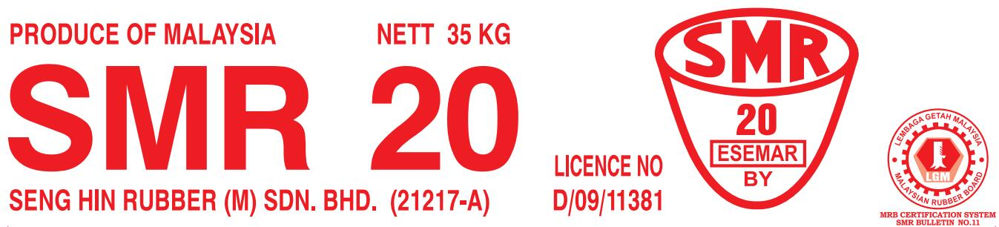 PRODUCE OF MALAYSIA NETT 35 KG
SMR 20
SENG HIN RUBBER (M) SDN. BHD. (21217-A)
LICENCE NO
D/09/11381
SMR
20
ESEMAR
BY
LEMBAGA GETAH MALAYSIA
LGM
MALAYSIAN RUBBER BOARD
MRB CERTIFICATION SYSTEM
SMR BULLETIN NO.11